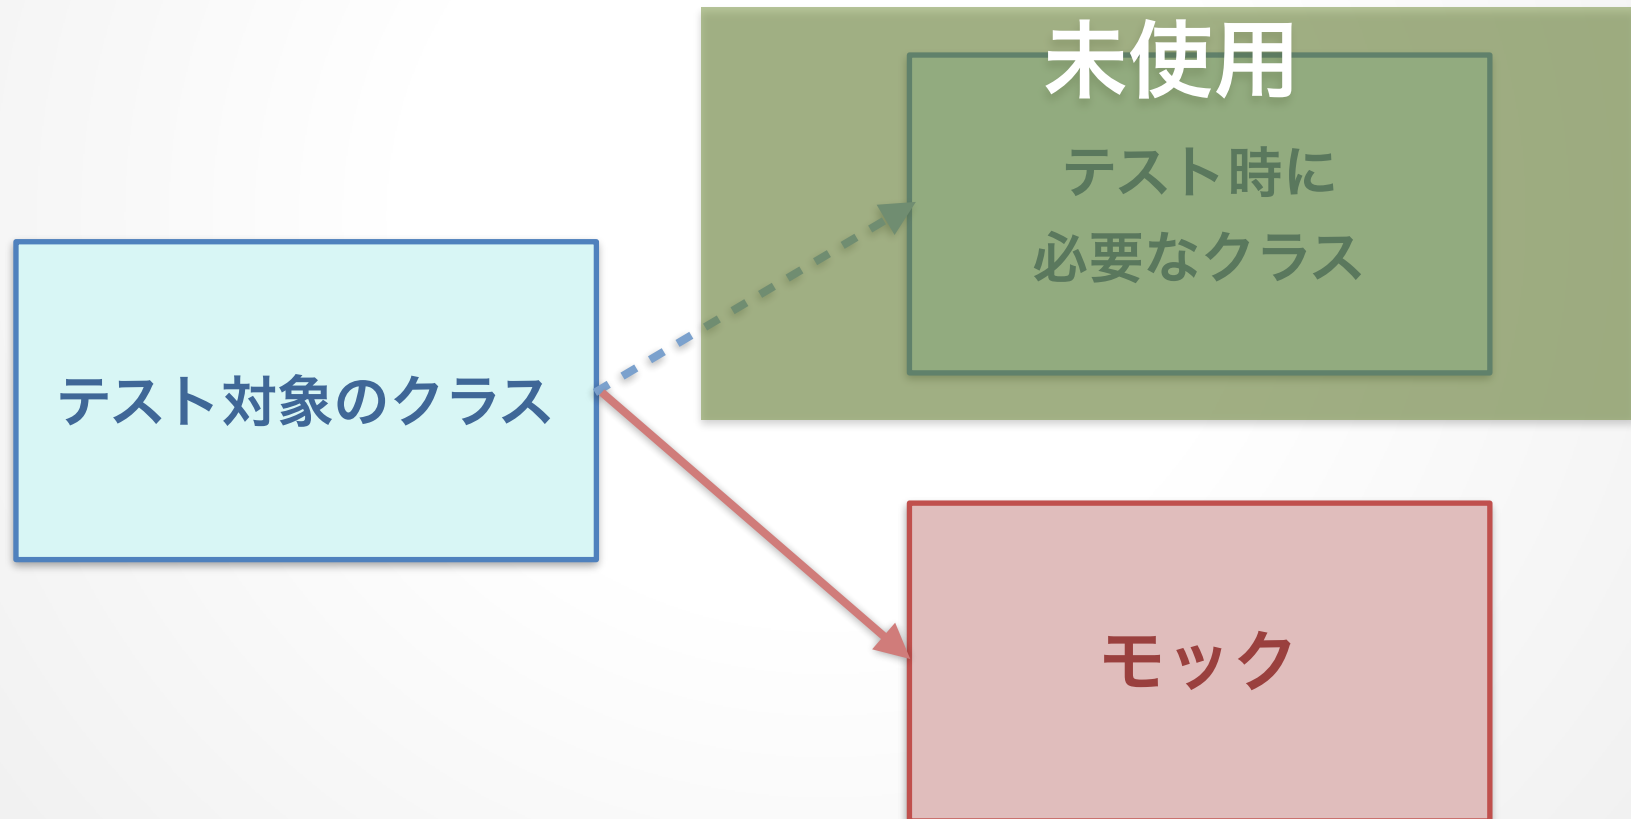 未使用
テスト時に
必要なクラス
テスト対象のクラス
モック